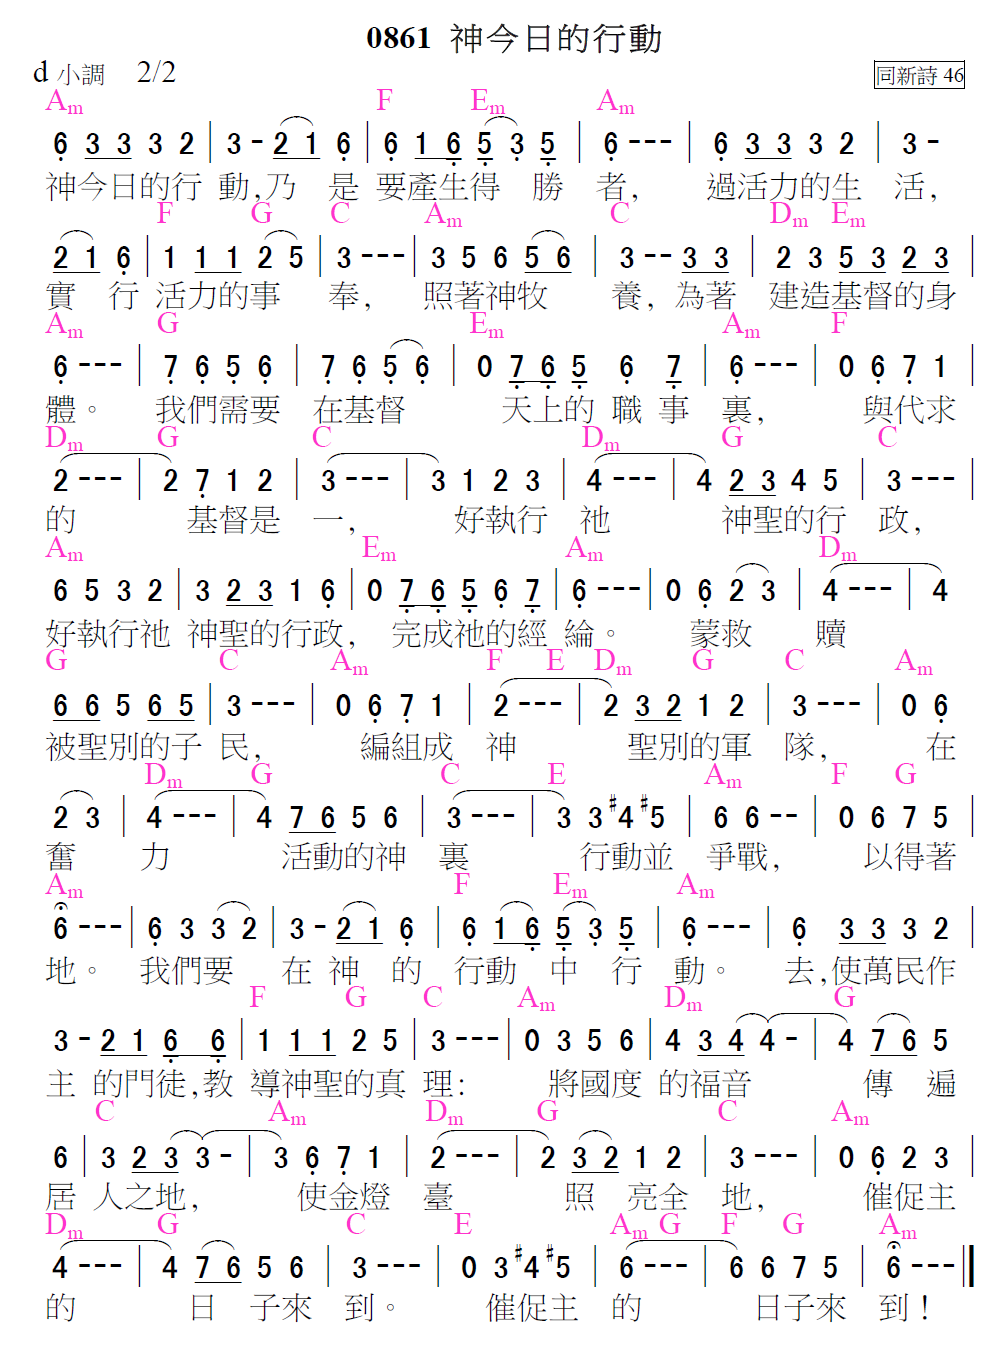 0861 神今日的行動
d 小調 2/2 同新詩 46
Am F Em Am
6 3 3 3 2 | 3 - 2 1 6 | 6 1 6 5 3 5 | 6 - - - | 6 3 3 3 2 | 3 -
神今日的行 動,乃 是 要產生得 勝 者, 過活力的生 活,
F G C Am C Dm Em
2 1 6 | 1 1 1 2 5 | 3 - - - | 3 5 6 5 6 | 3 - - 3 3 | 2 3 5 3 2 3 |
實 行 活力的事 奉, 照著神牧 養, 為著 建造基督的身
Am G Em Am F
6 - - - | 7 6 5 6 | 7 6 5 6 | 0 7 6 5 6 7 | 6 - - - | 0 6 7 1
體。 我們需要 在基督 天上的 職 事 裏, 與代求
Dm G C Dm G C
2 - - - | 2 7 1 2 | 3 - - - | 3 1 2 3 | 4 - - - | 4 2 3 4 5 | 3 - - - |
的 基督是 一, 好執行 祂 神聖的行 政,
Am Em Am Dm
6 5 3 2 | 3 2 3 1 6 | 0 7 6 5 6 7 | 6 - - - | 0 6 2 3 | 4 - - - | 4
好執行祂 神聖的行政, 完成祂的經 綸。 蒙救 贖
G C Am F E Dm G C Am
6 6 5 6 5 | 3 - - - | 0 6 7 1 | 2 - - - | 2 3 2 1 2 | 3 - - - | 0 6
被聖別的子 民, 編組成 神 聖別的軍 隊, 在
Dm G C E Am F G
2 3 | 4 - - - | 4 7 6 5 6 | 3 - - - | 3 3 #4 #5 | 6 6 - - | 0 6 7 5 |
奮 力 活動的神 裏 行動並 爭戰, 以得著
Am F Em Am
6 - - - | 6 3 3 2 | 3 - 2 1 6 | 6 1 6 5 3 5 | 6 - - - | 6 3 3 3 2 |
地。 我們要 在 神 的 行動 中 行 動。 去,使萬民作
F G C Am Dm G
3 - 2 1 6 6 | 1 1 1 2 5 | 3 - - - | 0 3 5 6 | 4 3 4 4 - | 4 7 6 5
主 的門徒,教 導神聖的真 理: 將國度 的福音 傳 遍
C Am Dm G C Am
6 | 3 2 3 3 - | 3 6 7 1 | 2 - - - | 2 3 2 1 2 | 3 - - - | 0 6 2 3 |
居 人之地, 使金燈 臺 照 亮全 地, 催促主
Dm G C E Am G F G Am
4 - - - | 4 7 6 5 6 | 3 - - - | 0 3 #4 #5 | 6 - - - | 6 6 7 5 | 6 - - - ||
的 日 子來 到。 催促主 的 日子來 到!